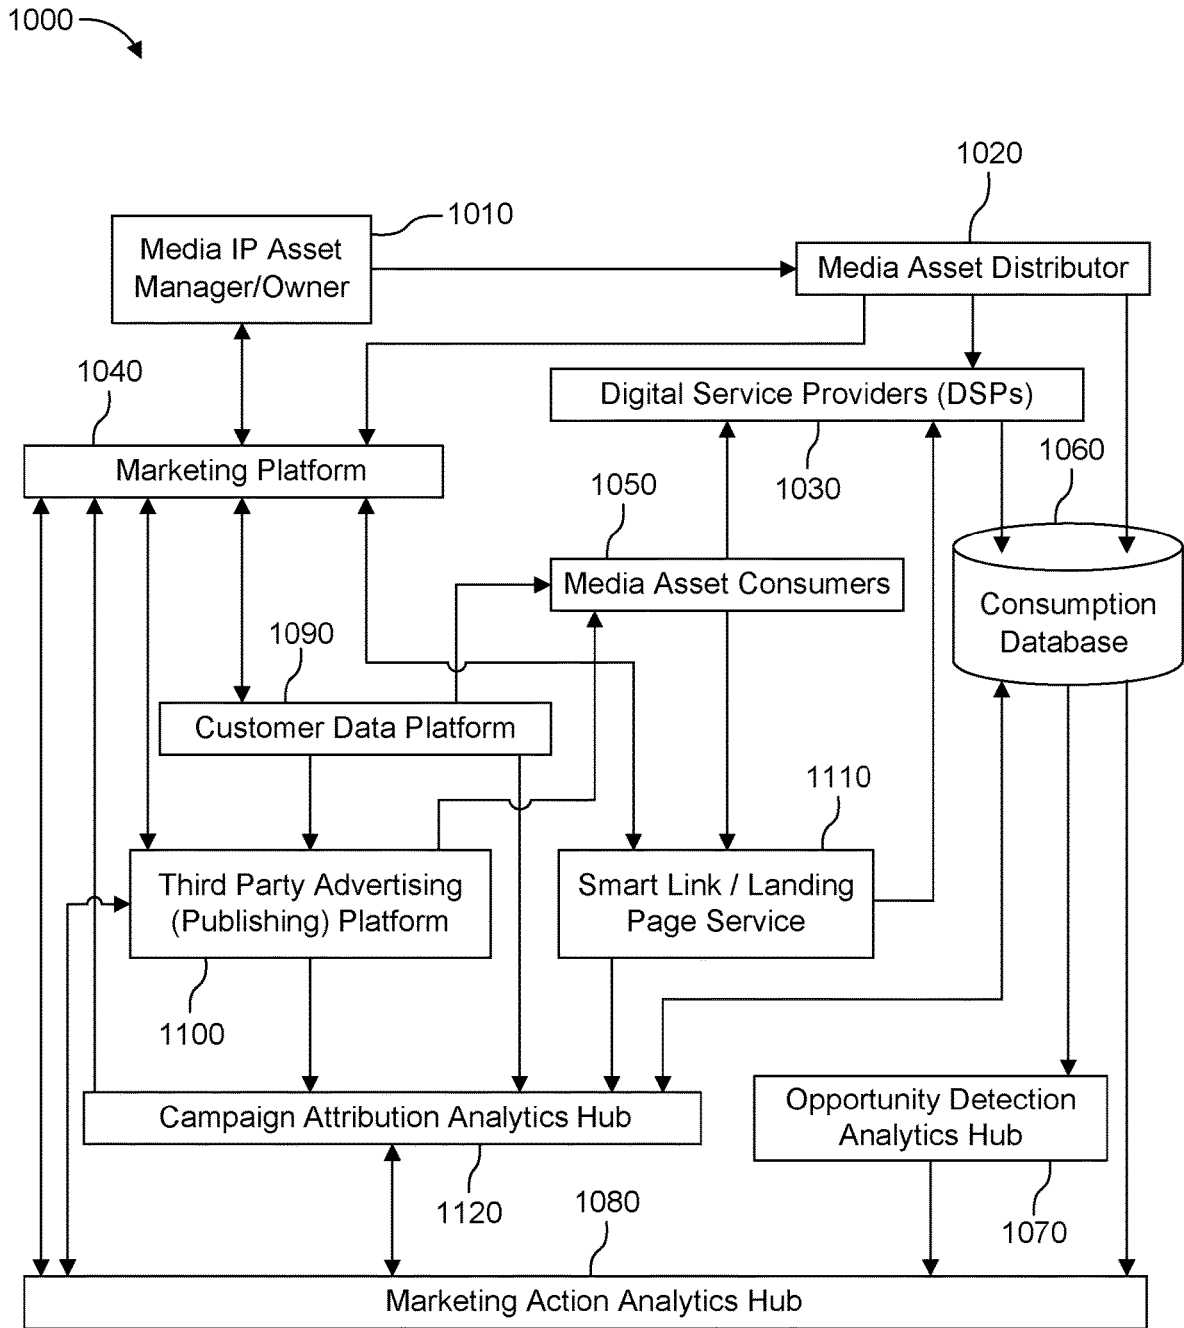 1000
1020
1010
Media IP Asset
Manager/Owner
Media Asset Distributor
1040
Digital Service Providers (DSPs)
Marketing Platform
1050
1030
1060
Media Asset Consumers
Consumption
Database
1090
Customer Data Platform
1110
Third Party Advertising
(Publishing) Platform
Smart Link / Landing
Page Service
1100
Campaign Attribution Analytics Hub
Opportunity Detection
Analytics Hub
1120
1080
1070
Marketing Action Analytics Hub